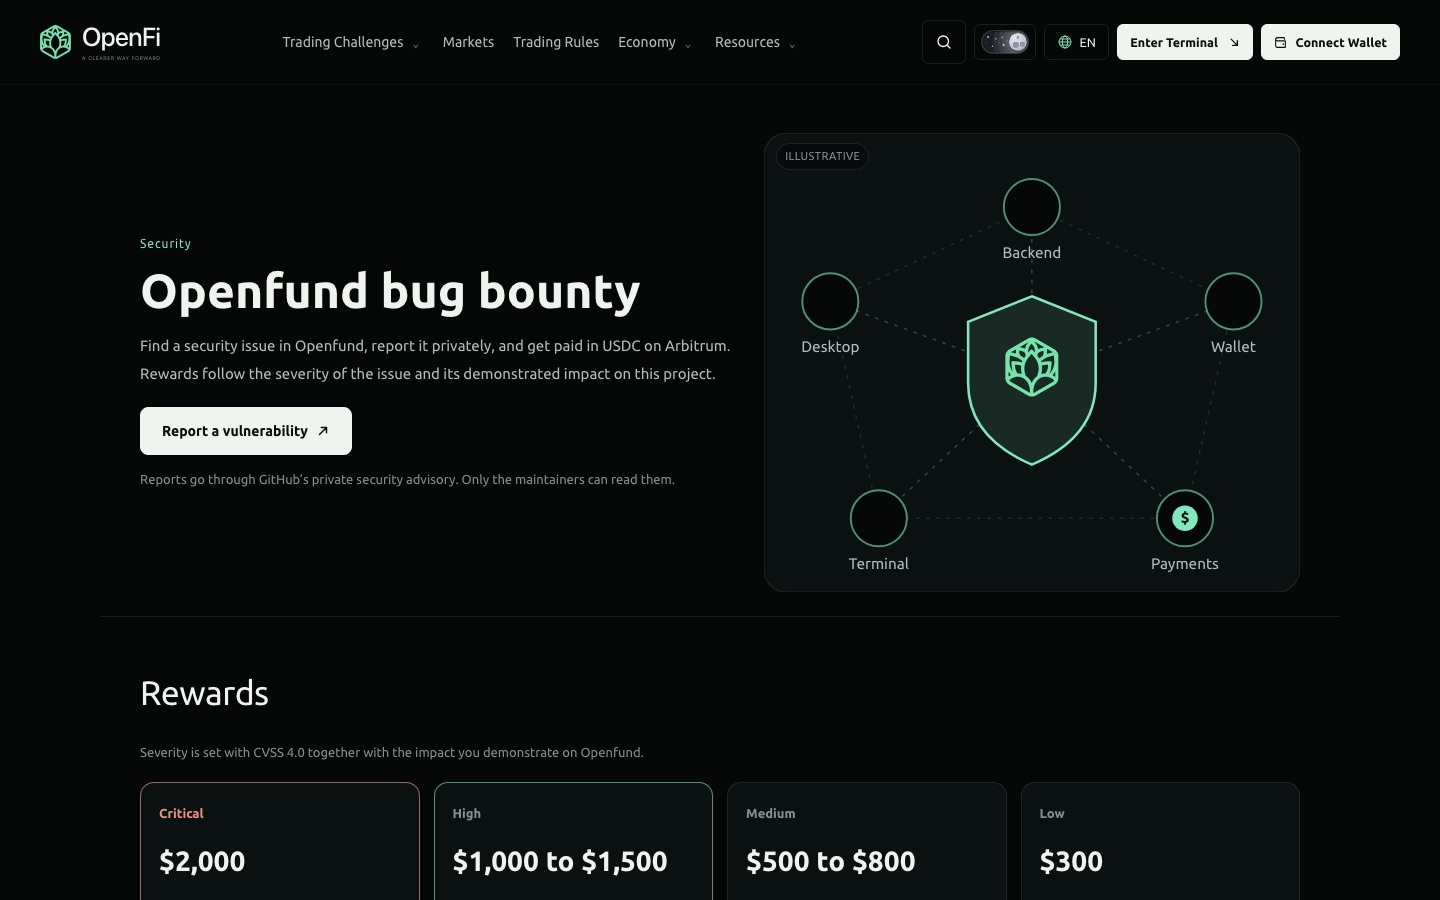 OpenFi
A CLEARER WAY FORWARD
Trading Challenges
Markets
Trading Rules
Economy
Resources
EN
Enter Terminal
Connect Wallet
Security
Openfund bug bounty
Find a security issue in Openfund, report it privately, and get paid in USDC on Arbitrum.
Rewards follow the severity of the issue and its demonstrated impact on this project.
Report a vulnerability
Reports go through GitHub's private security advisory. Only the maintainers can read them.
ILLUSTRATIVE
Backend
Desktop
Wallet
Terminal
$
Payments
Rewards
Severity is set with CVSS 4.0 together with the impact you demonstrate on Openfund.
Critical
$2,000
High
$1,000 to $1,500
Medium
$500 to $800
Low
$300